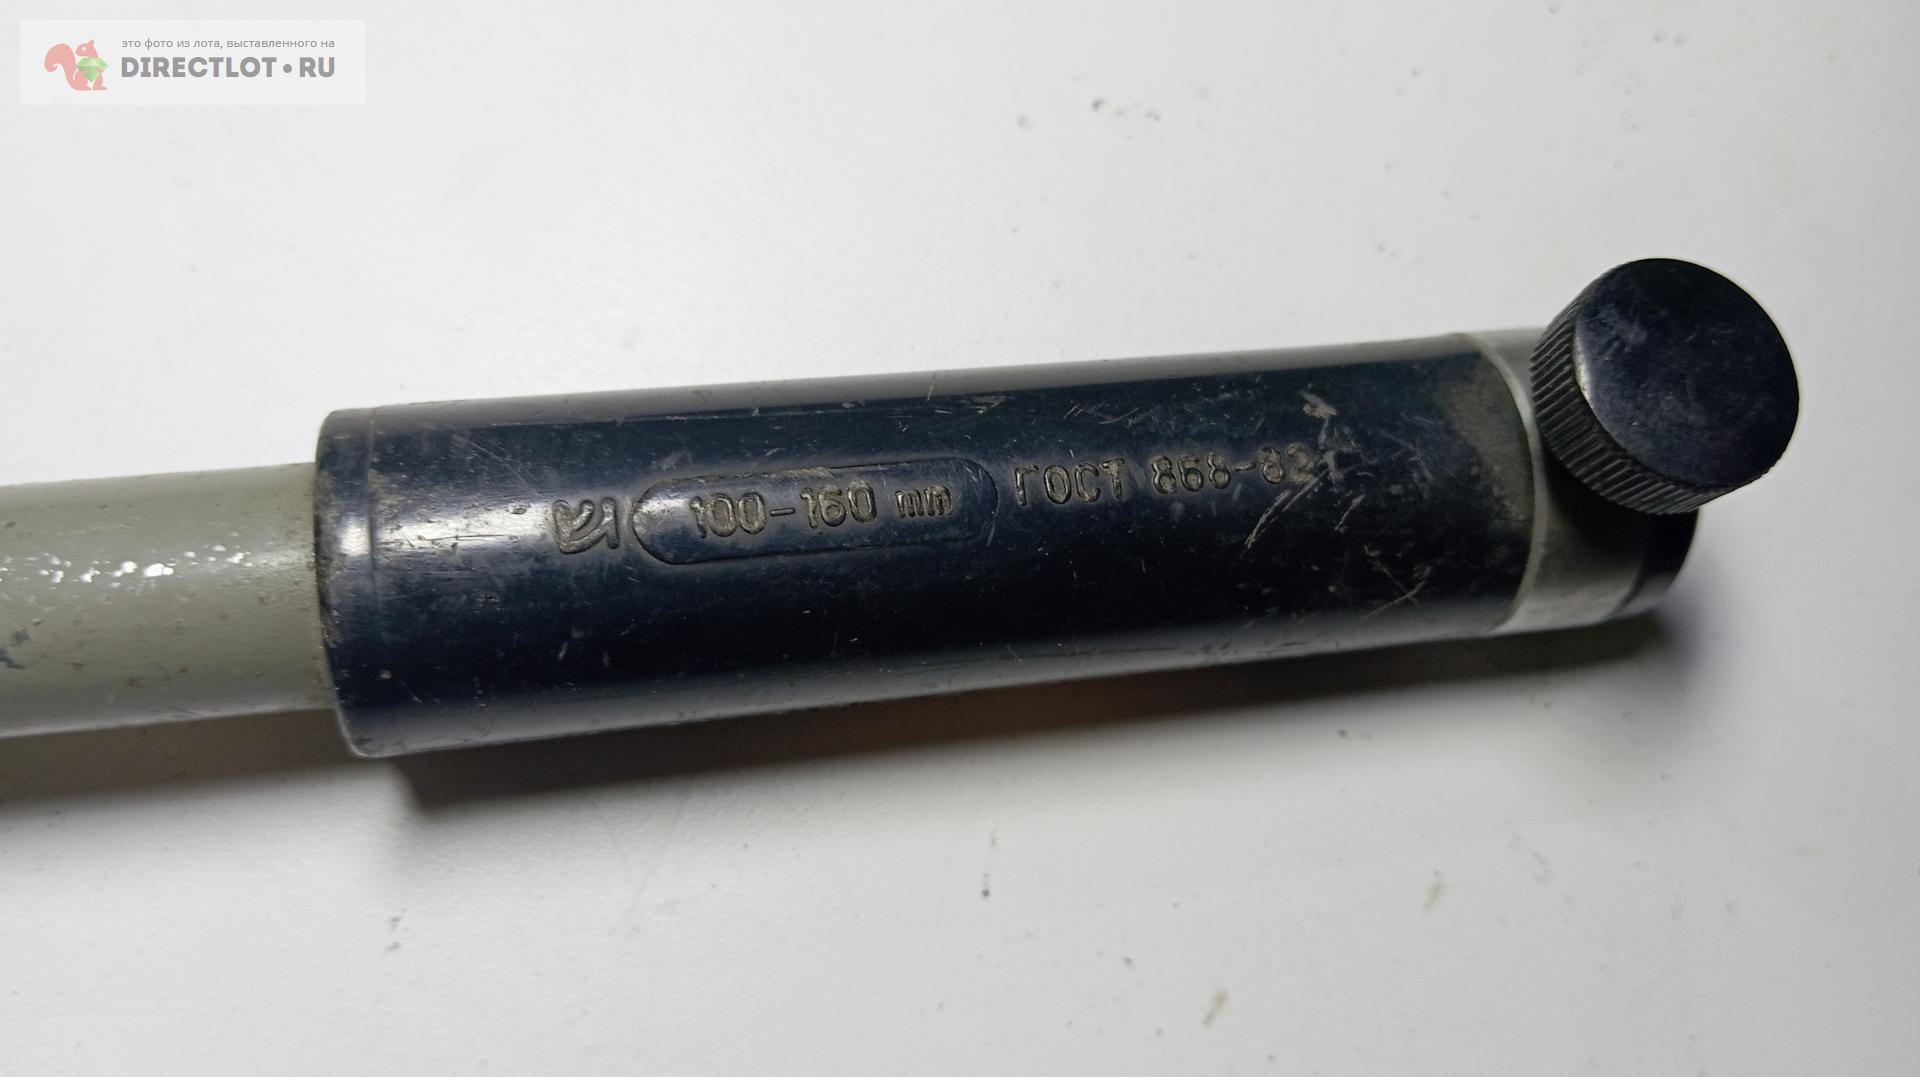 это фото из лота, выставленного на
DIRECTLOT•RU
100-160 mm ГОСТ 868-82